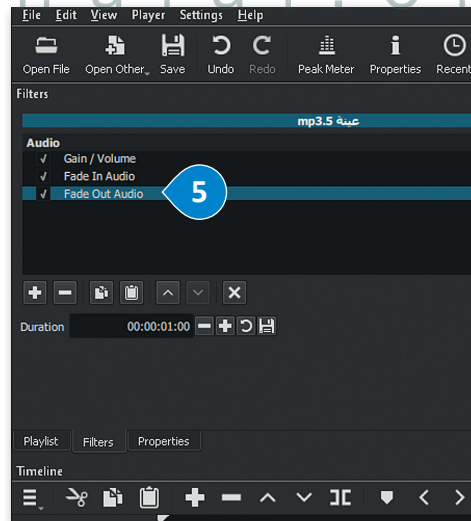 File Edit View Player Settings Help
Open File Open Other Save Undo Redo Peak Meter Properties Recent
Filters
عينة 5.mp3
Audio
Gain / Volume
Fade In Audio
Fade Out Audio
5
Duration 00:00:01:00
Playlist Filters Properties
Timeline